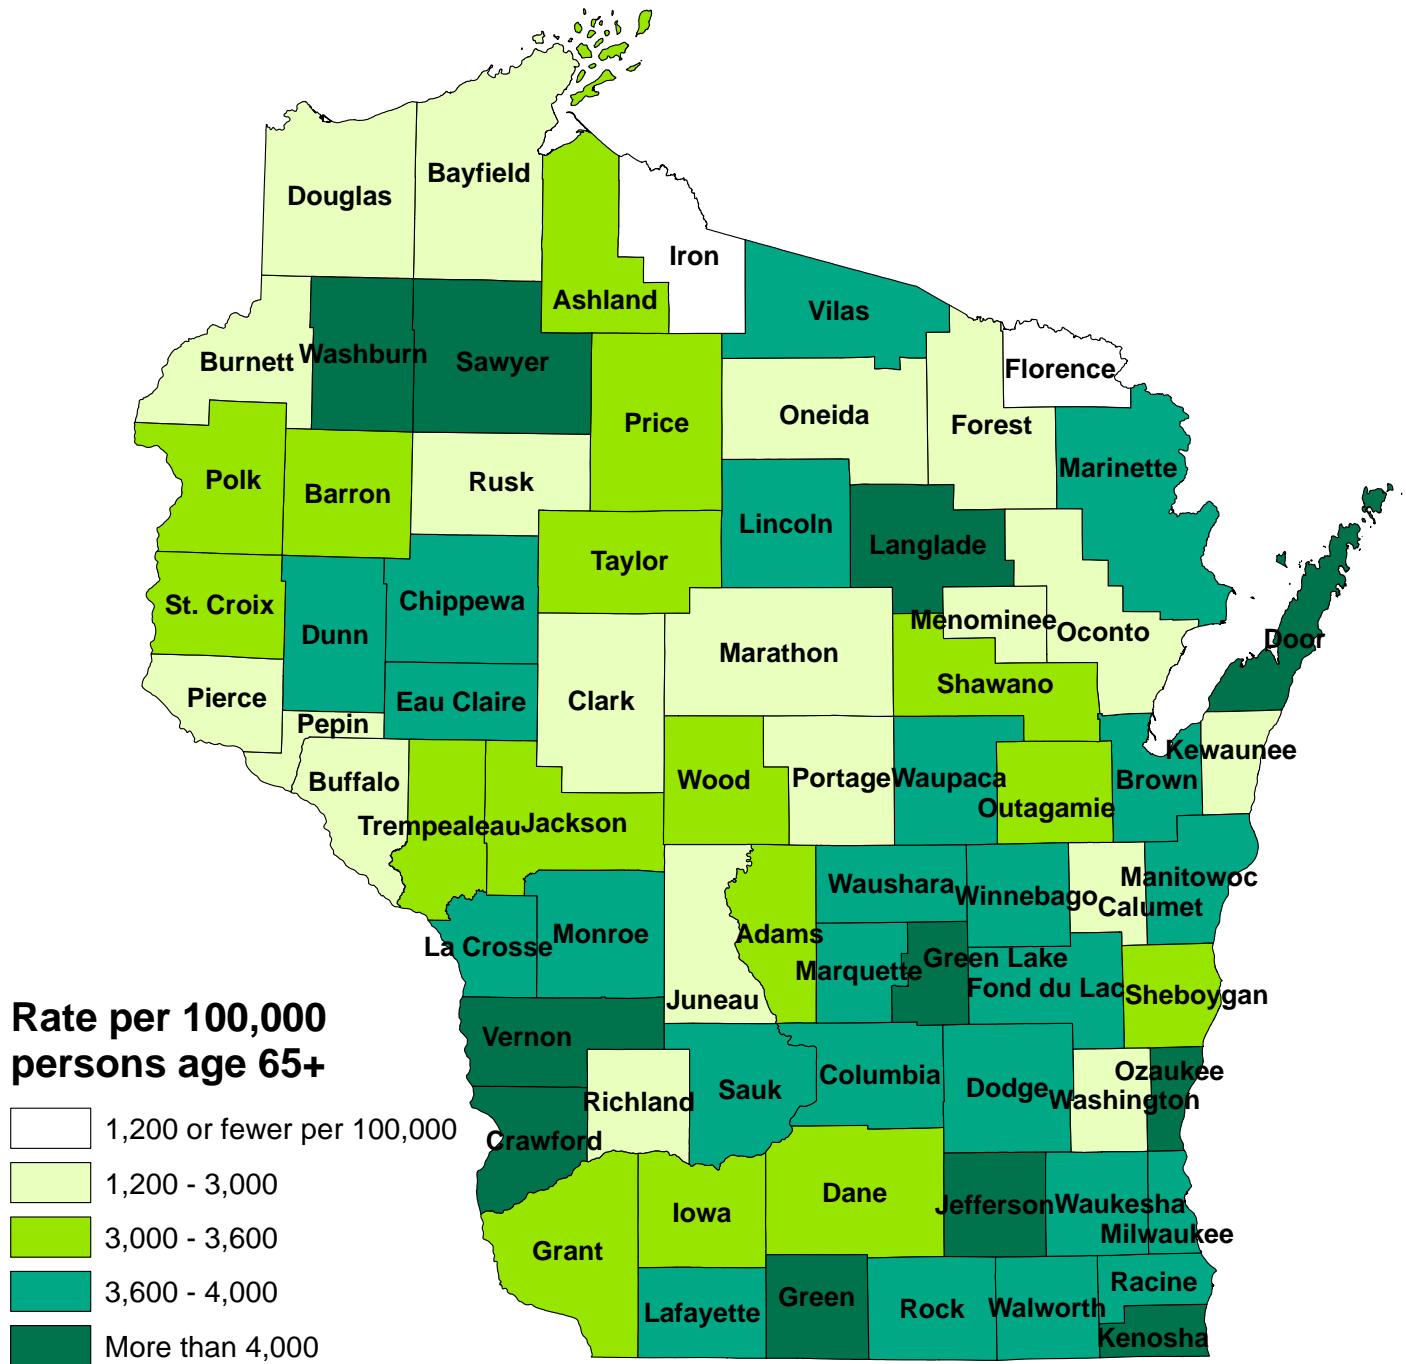 Bayfield
Douglas
Iron
Ashland
Vilas
Burnett
Washburn
Sawyer
Florence
Price
Oneida
Forest
Marinette
Polk
Barron
Rusk
Lincoln
Langlade
Taylor
St. Croix
Chippewa
Dunn
Menominee
Oconto
Door
Marathon
Pierce
Eau Claire
Clark
Shawano
Pepin
Kewaunee
Buffalo
Wood
Portage
Waupaca
Brown
Outagamie
Trempealeau
Jackson
Manitowoc
Waushara
Winnebago
Calumet
La Crosse
Monroe
Adams
Green Lake
Marquette
Fond du Lac
Sheboygan
Juneau
Vernon
Ozaukee
Columbia
Dodge
Sauk
Richland
Washington
Crawford
Dane
Jefferson
Waukesha
Iowa
Milwaukee
Grant
Racine
Green
Lafayette
Rock
Walworth
Kenosha
Rate per 100,000
persons age 65+
1,200 or fewer per 100,000
1,200 - 3,000
3,000 - 3,600
3,600 - 4,000
More than 4,000